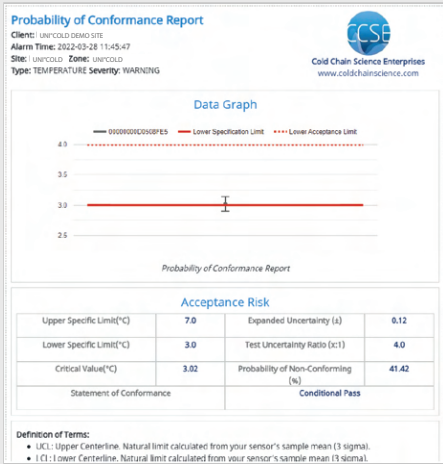 Probability of Conformance Report
Client: UNI°COLD DEMO SITE
Alarm Time: 2022-03-28 11:45:47
Site: UNI°COLD Zone: UNI°COLD
Type: TEMPERATURE Severity: WARNING
CCSE
Cold Chain Science Enterprises
www.coldchainscience.com
Data Graph
Lower Specification Limit Lower Acceptance Limit
4.0
3.5
3.0
2.5
Probability of Conformance Report
Acceptance Risk
Upper Specific Limit(°C) 7.0 Expanded Uncertainty (±) 0.12
Lower Specific Limit(°C) 3.0 Test Uncertainty Ratio (x:1) 4.0
Critical Value(°C) 3.02 Probability of Non-Conforming (%) 41.42
Statement of Conformance Conditional Pass
Definition of Terms:
• UCL: Upper Centerline. Natural limit calculated from your sensor's sample mean (3 sigma).
• LCL: Lower Centerline. Natural limit calculated from your sensor's sample mean (3 sigma).